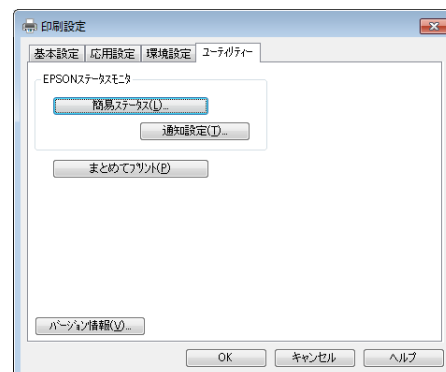 印刷設定
基本設定 応用設定 環境設定 ﾕｰﾃｨﾘﾃｨｰ
EPSONｽﾃｰﾀｽﾓﾆﾀ
簡易ｽﾃｰﾀｽ(L)...
通知設定(T)...
まとめてﾌﾟﾘﾝﾄ(P)
ﾊﾞｰｼﾞｮﾝ情報(V)...
OK キャンセル ヘルプ